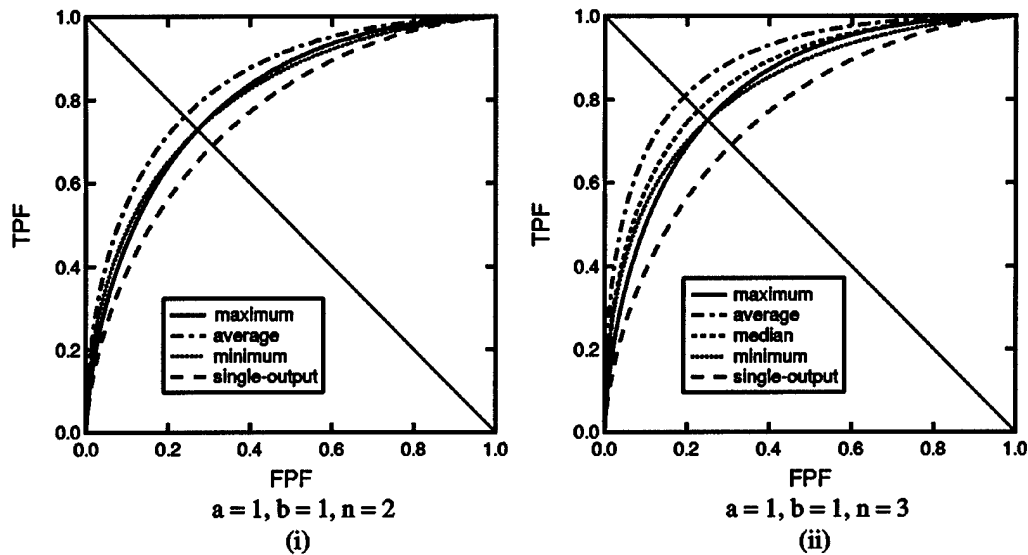 1.0
0.8
0.6
0.4
0.2
0.0
TPF
0.0
0.2
0.4
0.6
0.8
1.0
FPF
maximum
average
minimum
single-output
a = 1, b = 1, n = 2
(i)
1.0
0.8
0.6
0.4
0.2
0.0
TPF
0.0
0.2
0.4
0.6
0.8
1.0
FPF
maximum
average
median
minimum
single-output
a = 1, b = 1, n = 3
(ii)